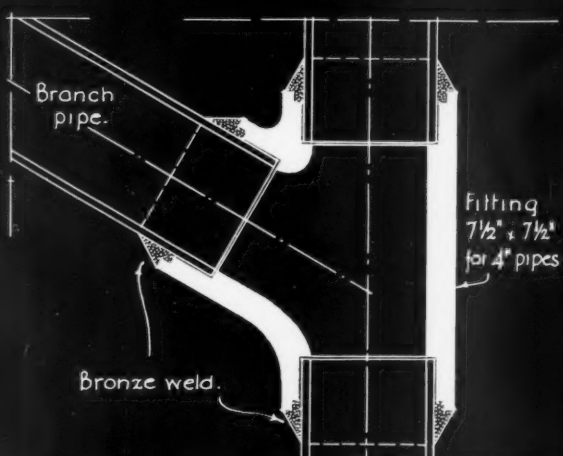 Branch
pipe.
Fitting
7½" x 7½"
for 4" pipes
Bronze weld.